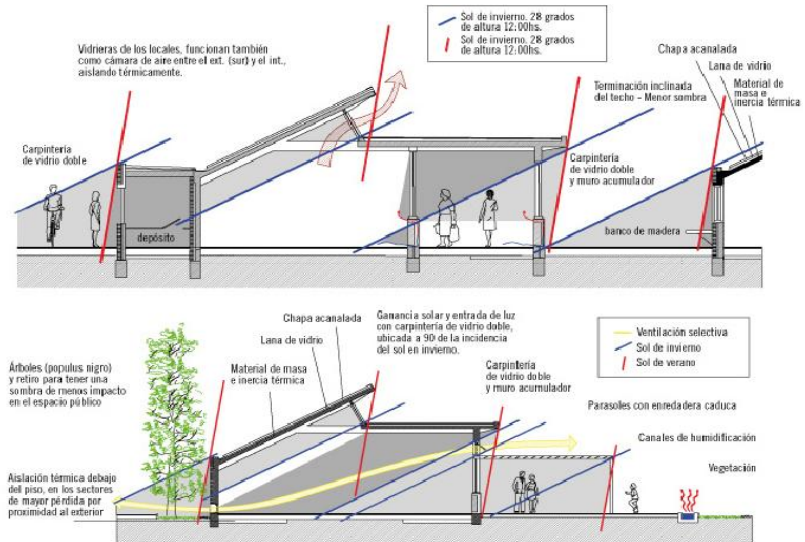 Sol de invierno. 28 grados
de altura 12:00hs.
Sol de invierno. 28 grados
de altura 12:00hs.
Vidrieras de los locales, funcionan también
como cámara de aire entre el ext. (sur) y el int.,
aislando térmicamente.
Chapa acanalada
Lana de vidrio
Material de
masa e
inercia térmica
Terminación inclinada
del techo – Menor sombra
Carpintería
de vidrio doble
Carpintería
de vidrio doble
y muro acumulador
depósito
banco de madera
Chapa acanalada
Ganancia solar y entrada de luz
con carpintería de vidrio doble,
ubicada a 90 de la incidencia
del sol en invierno.
Ventilación selectiva
Sol de invierno
Sol de verano
Lana de vidrio
Árboles (populus nigro)
y retiro para tener una
sombra de menos impacto
en el espacio público
Material de masa
e inercia térmica
Carpintería
de vidrio doble
y muro acumulador
Parasoles con enredadera caduca
Canales de humidificación
Vegetación
Aislación térmica debajo
del piso, en los sectores
de mayor pérdida por
proximidad al exterior